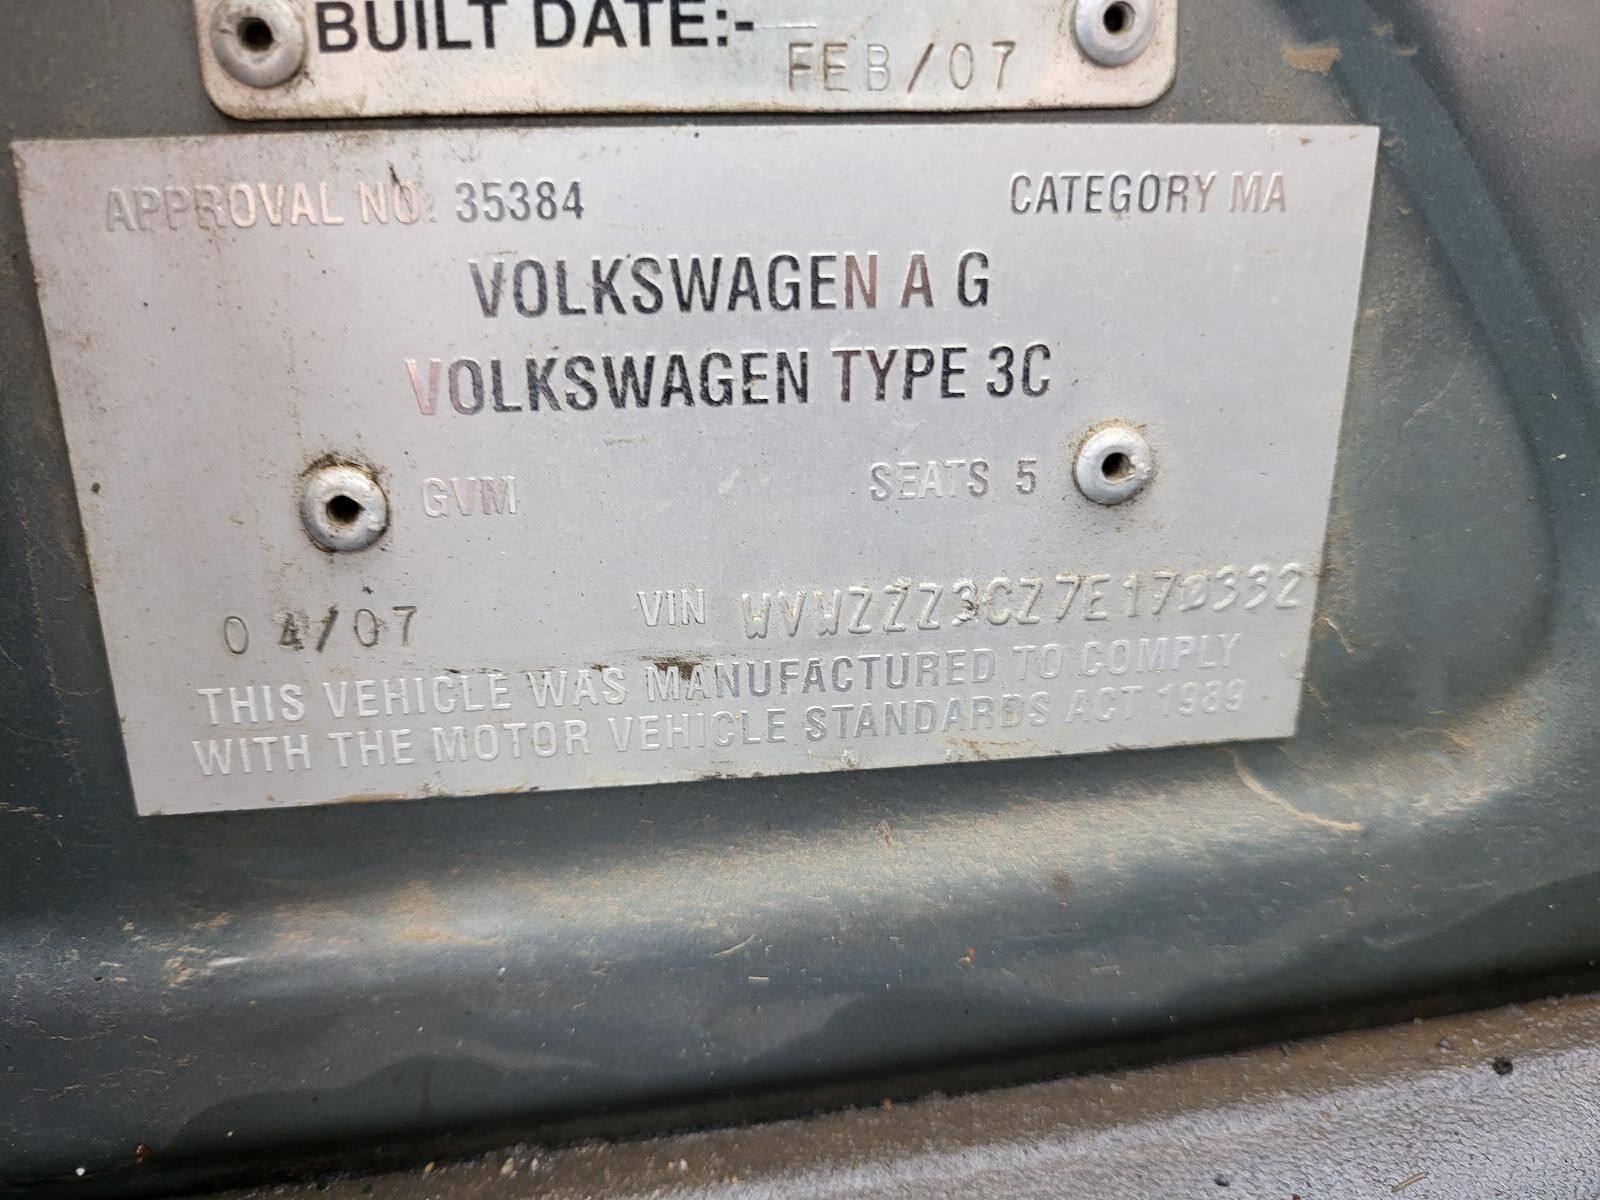 BUILT DATE:-
FEB/07
APPROVAL NO. 35384 CATEGORY MA
VOLKSWAGEN A G
VOLKSWAGEN TYPE 3C
GVM SEATS 5
04/07 VIN WVWZZZ3CZ7E170332
THIS VEHICLE WAS MANUFACTURED TO COMPLY
WITH THE MOTOR VEHICLE STANDARDS ACT 1989